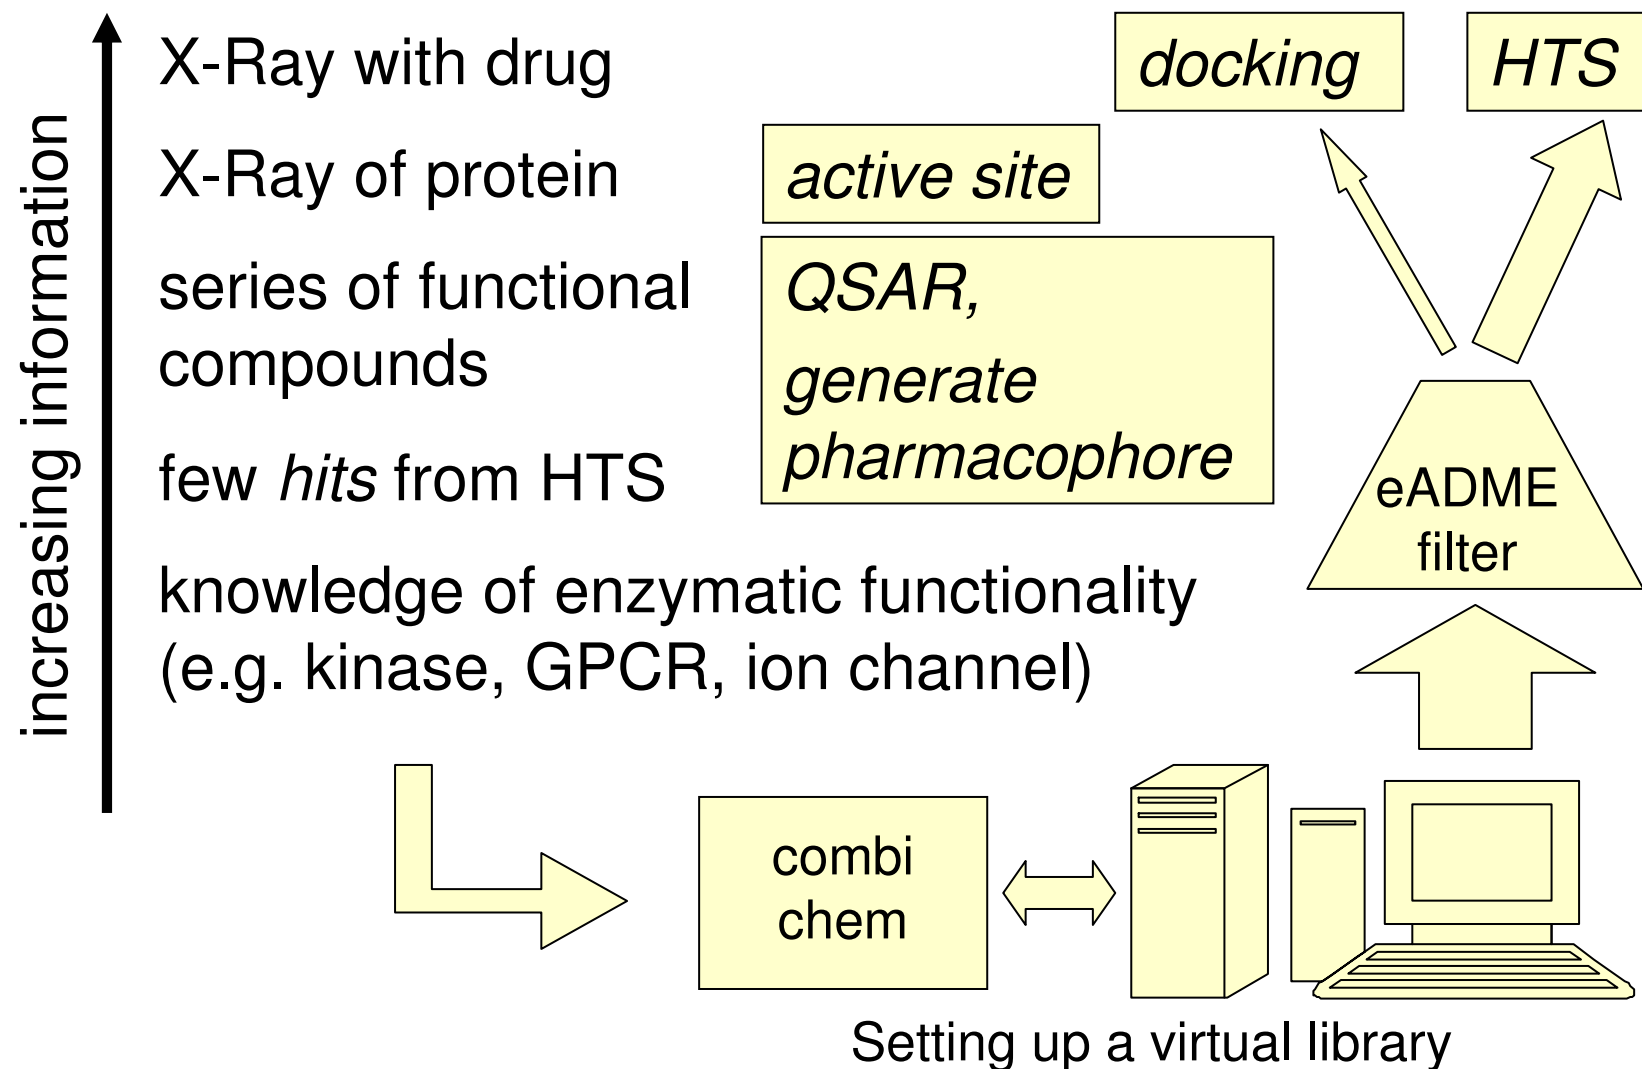 increasing information
X-Ray with drug
docking
HTS
X-Ray of protein
active site
series of functional
compounds
QSAR,
generate
pharmacophore
few hits from HTS
eADME
filter
knowledge of enzymatic functionality
(e.g. kinase, GPCR, ion channel)
combi
chem
Setting up a virtual library